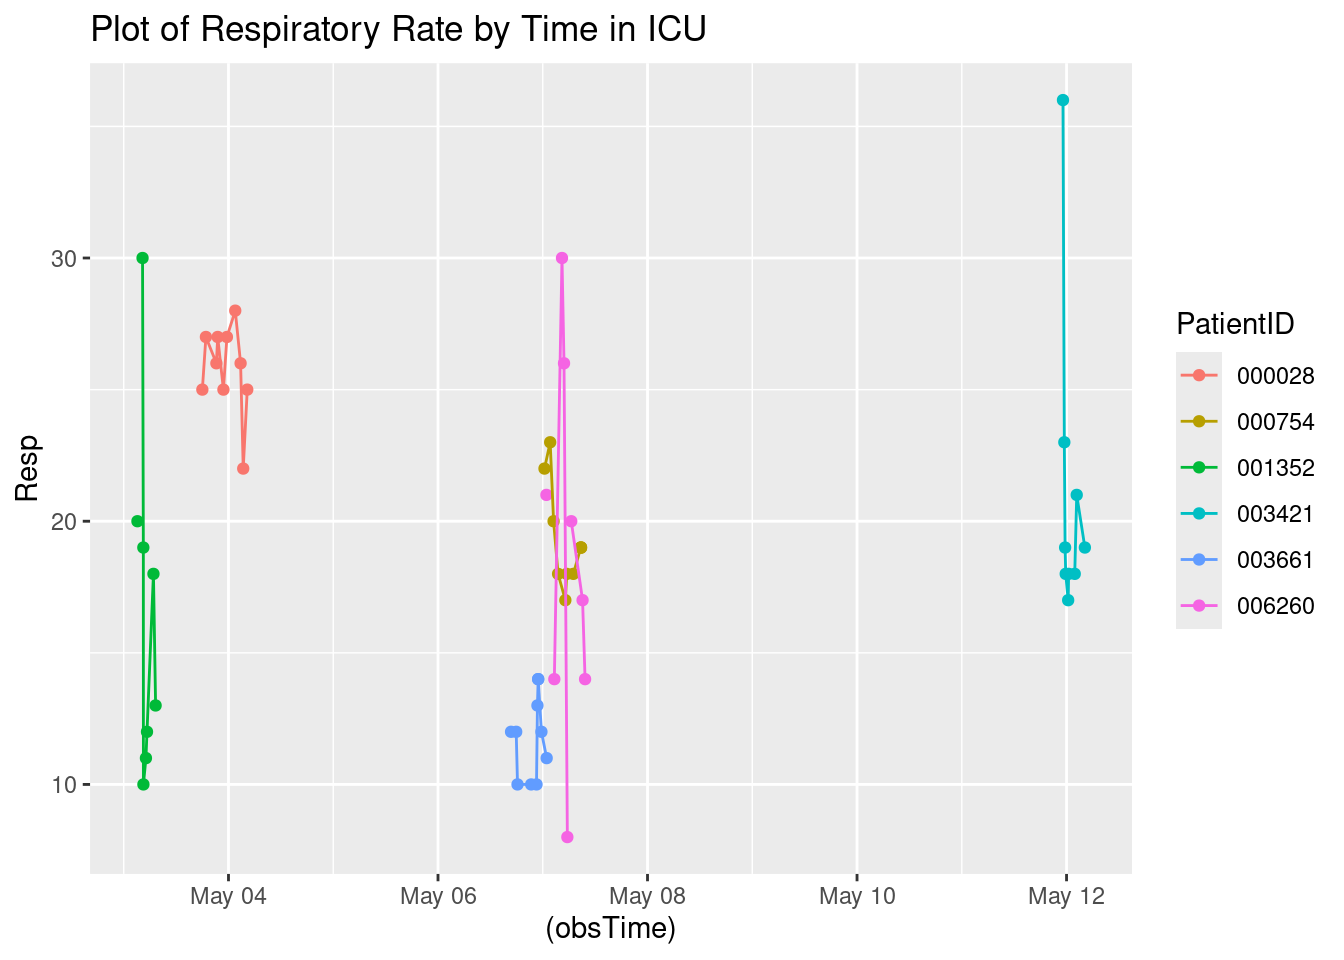 Plot of Respiratory Rate by Time in ICU
30
20
10
Resp
May 04 May 06 May 08 May 10 May 12
(obsTime)
PatientID
000028
000754
001352
003421
003661
006260